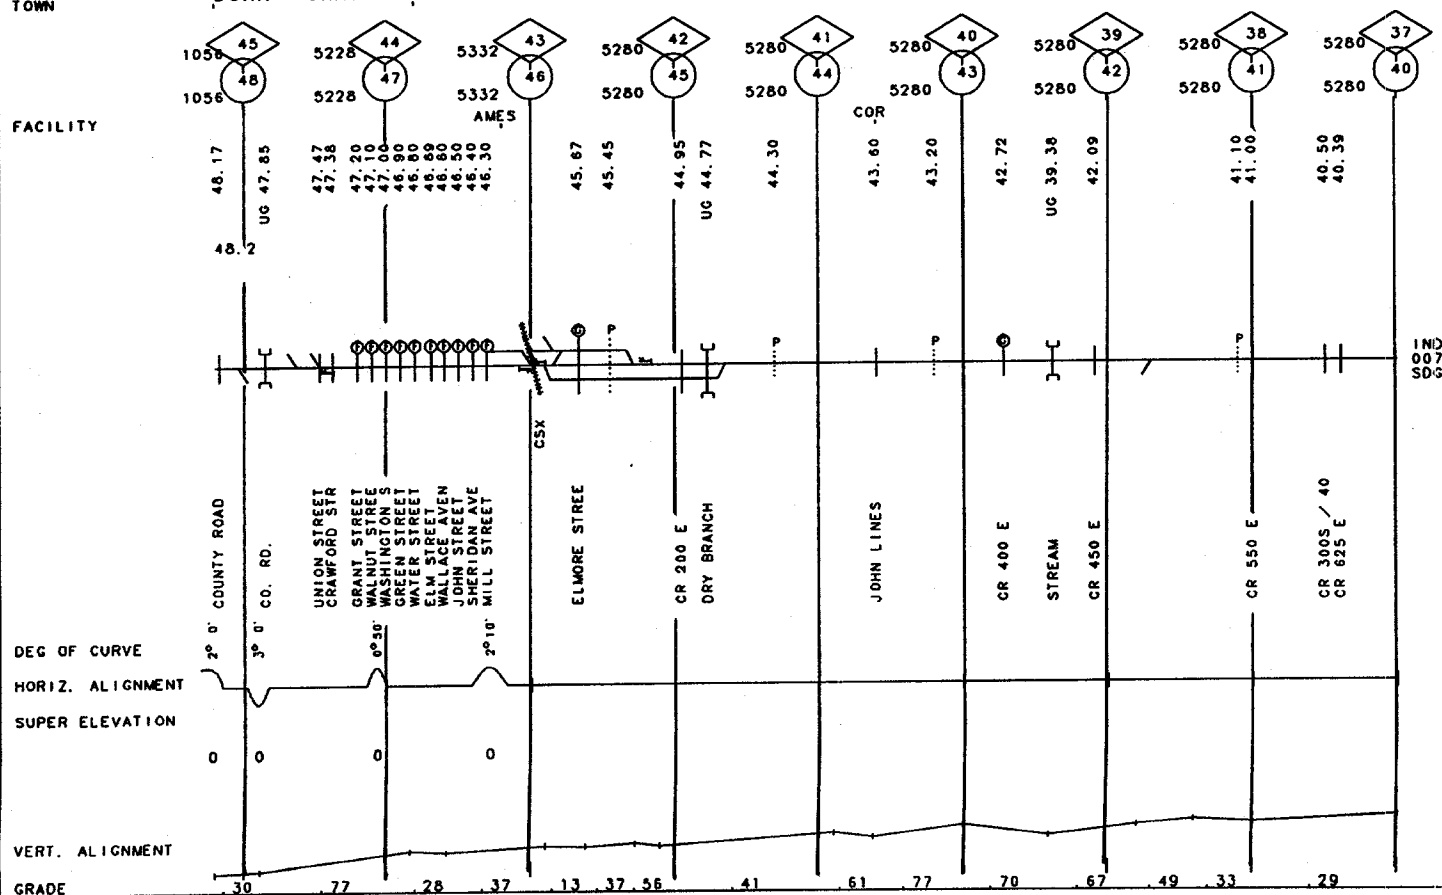 TOWN
45 44 43 42 41 40 39 38 37
1056 5228 5332 5280 5280 5280 5280 5280 5280
48 47 46 45 44 43 42 41 40
1056 5228 5332 5280 5280 5280 5280 5280 5280
FACILITY
AMES
COR
48.17
UG 47.85
47.47
47.38
47.20
47.10
47.00
46.90
46.80
46.69
46.60
46.50
46.40
46.30
45.67
45.45
44.95
UG 44.77
44.30
43.60
43.20
42.72
UG 39.38
42.09
41.10
41.00
40.50
40.39
48.2
F F F F F F F F F F
G P P P G P
IND
007
SDG
CSX
COUNTY ROAD
CO. RD.
UNION STREET
CRAWFORD STR
GRANT STREET
WALNUT STREE
WASHINGTON S
GREEN STREET
WATER STREET
ELM STREET
WALLACE AVEN
JOHN STREET
SHERIDAN AVE
MILL STREET
ELMORE STREE
CR 200 E
DRY BRANCH
JOHN LINES
CR 400 E
STREAM
CR 450 E
CR 550 E
CR 300S / 40
CR 625 E
DEG OF CURVE
2° 0' 3° 0' 0° 50' 2° 10'
HORIZ. ALIGNMENT
SUPER ELEVATION
0 0 0 0
VERT. ALIGNMENT
GRADE .30 .77 .28 .37 .13 .37 .56 .41 .61 .77 .70 .67 .49 .33 .29